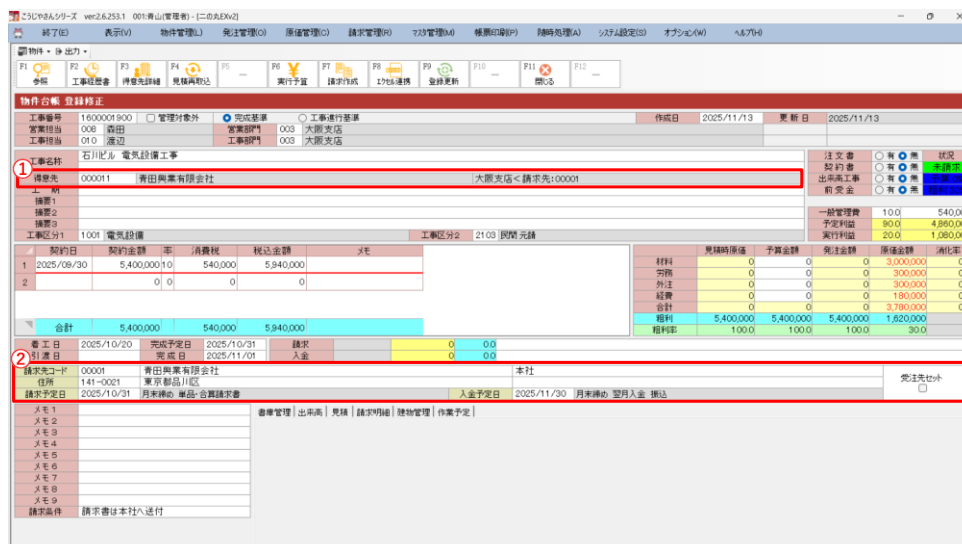 こうじやさんシリーズ ver:2.6.253.1 001:青山(管理者) - [二の丸EXv2]
終了(E) 表示(V) 物件管理(L) 発注管理(O) 原価管理(C) 請求管理(R) マスタ管理(M) 帳票印刷(P) 随時処理(A) システム設定(S) オプション(W) ヘルプ(H)
物件 出力
F1 参照 F2 工事経歴書 F3 得意先詳細 F4 見積再取込 F5 F6 実行予算 F7 請求作成 F8 エクセル連携 F9 登録更新 F10 F11 閉じる F12
物件台帳 登録修正
工事番号 1600001900 管理対象外 完成基準 工事進行基準 作成日 2025/11/13 更新日 2025/11/13
営業担当 008 森田 営業部門 003 大阪支店
工事担当 010 渡辺 工事部門 003 大阪支店
工事名称 石川ビル 電気設備工事 注文書 有 無 状況
① 契約書 有 無 未請求
得意先 000011 青田興業有限会社 大阪支店<請求先:00001 出来高工事 有 無
工 期 前受金 有 無
摘要1
摘要2 一般管理費 10.0 540,0
摘要3 予定利益 90.0 4,860,0
工事区分1 1001 電気設備 工事区分2 2103 民間元請 実行利益 20.0 1,080,0
契約日 契約金額 率 消費税 税込金額 メモ 見積時原価 予算金額 発注金額 原価金額 消化率
1 2025/09/30 5,400,000 10 540,000 5,940,000 材料 0 0 0 3,000,000 0
労務 0 0 0 300,000 0
2 0 0 0 0 外注 0 0 0 300,000 0
経費 0 0 0 180,000 0
合計 0 0 0 3,780,000 0
合計 5,400,000 540,000 5,940,000 粗利 5,400,000 5,400,000 5,400,000 1,620,000
粗利率 100.0 100.0 100.0 30.0
着工日 2025/10/20 完成予定日 2025/10/31 請求 0 0.0
引渡日 完成日 2025/11/01 入金 0 0.0
②
請求先コード 00001 青田興業有限会社 本社 受注先セット
住所 141-0021 東京都品川区
請求予定日 2025/10/31 月末締め 単品・合算請求書 入金予定日 2025/11/30 月末締め 翌月入金 振込
メモ1 書庫管理 出来高 見積 請求明細 建物管理 作業予定
メモ2
メモ3
メモ4
メモ5
メモ6
メモ7
メモ8
メモ9
請求条件 請求書は本社へ送付